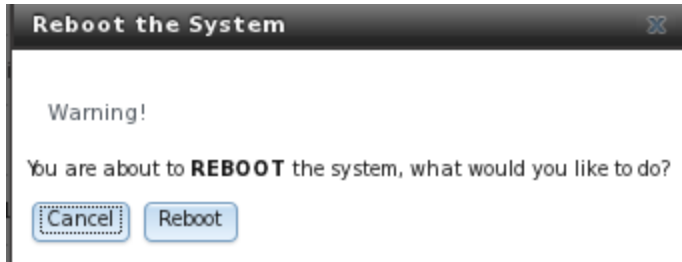 Reboot the System
Warning!
You are about to REBOOT the system, what would you like to do?
Cancel Reboot